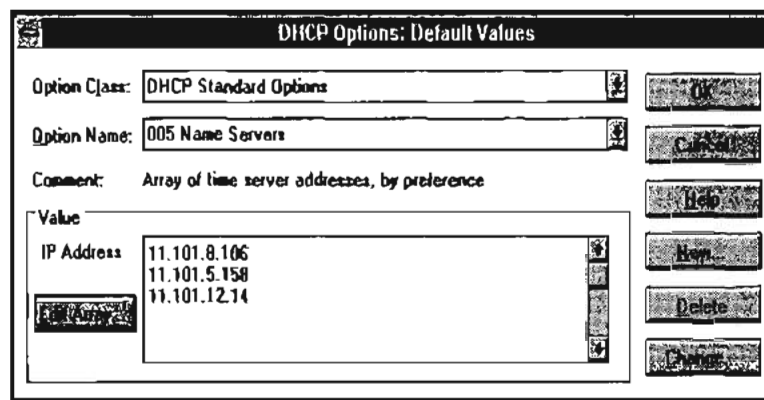 DHCP Options: Default Values
Option Class: DHCP Standard Options
Option Name: 005 Name Servers
Comment: Array of time server addresses, by preference
Value
IP Address
11.101.8.106
11.101.5.158
11.101.12.14
Edit Array...
OK
Cancel
Help
New...
Delete
Change...